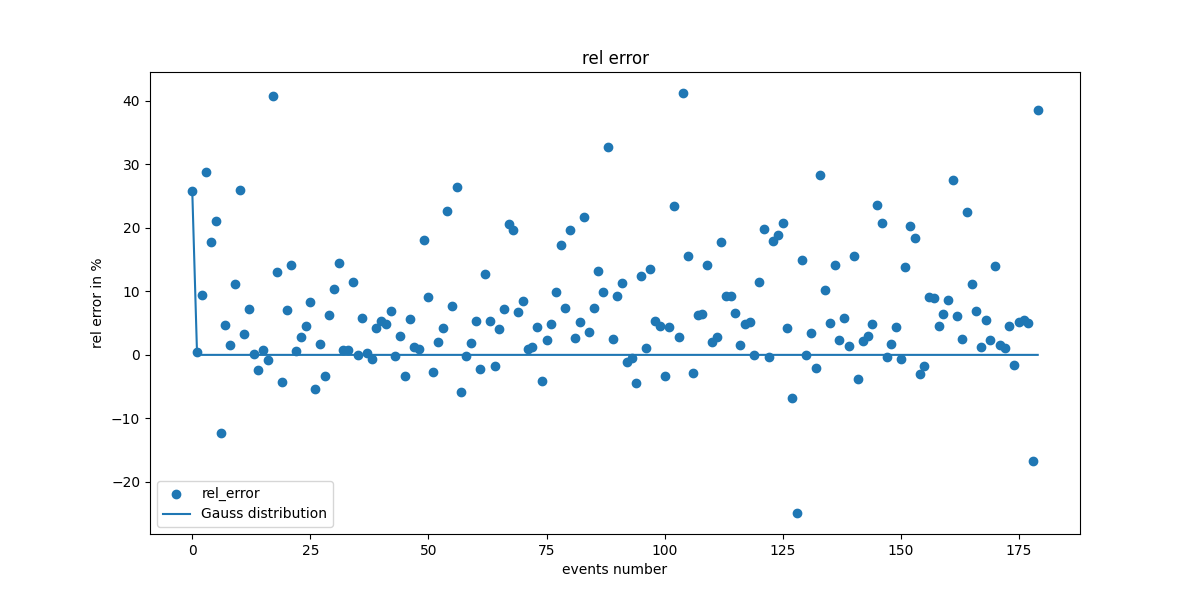 rel error
rel error in %
40
30
20
10
0
−10
−20
rel_error
Gauss distribution
0 25 50 75 100 125 150 175
events number